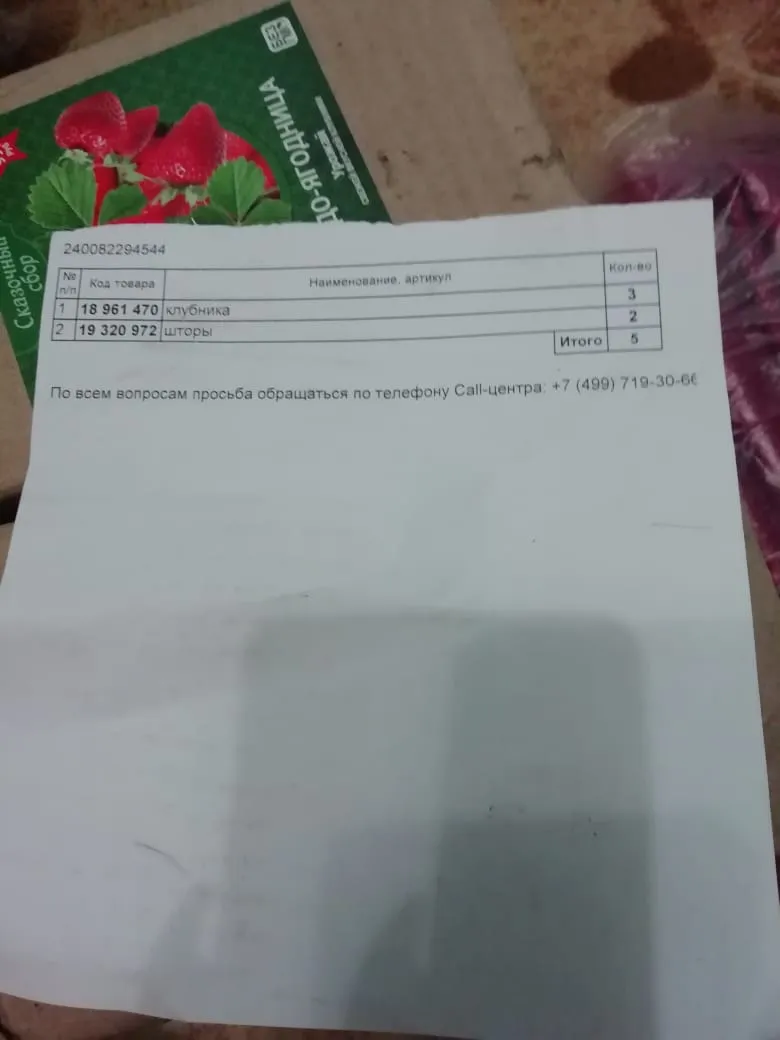 ДО-ЯГОДНИЦА
Урожай
Сказочный
сбор
240082294544
№ п/п Код товара Наименование, артикул Кол-во
1 18 961 470 клубника 3
2 19 320 972 шторы 2
Итого 5
По всем вопросам просьба обращаться по телефону Call-центра: +7 (499) 719-30-66